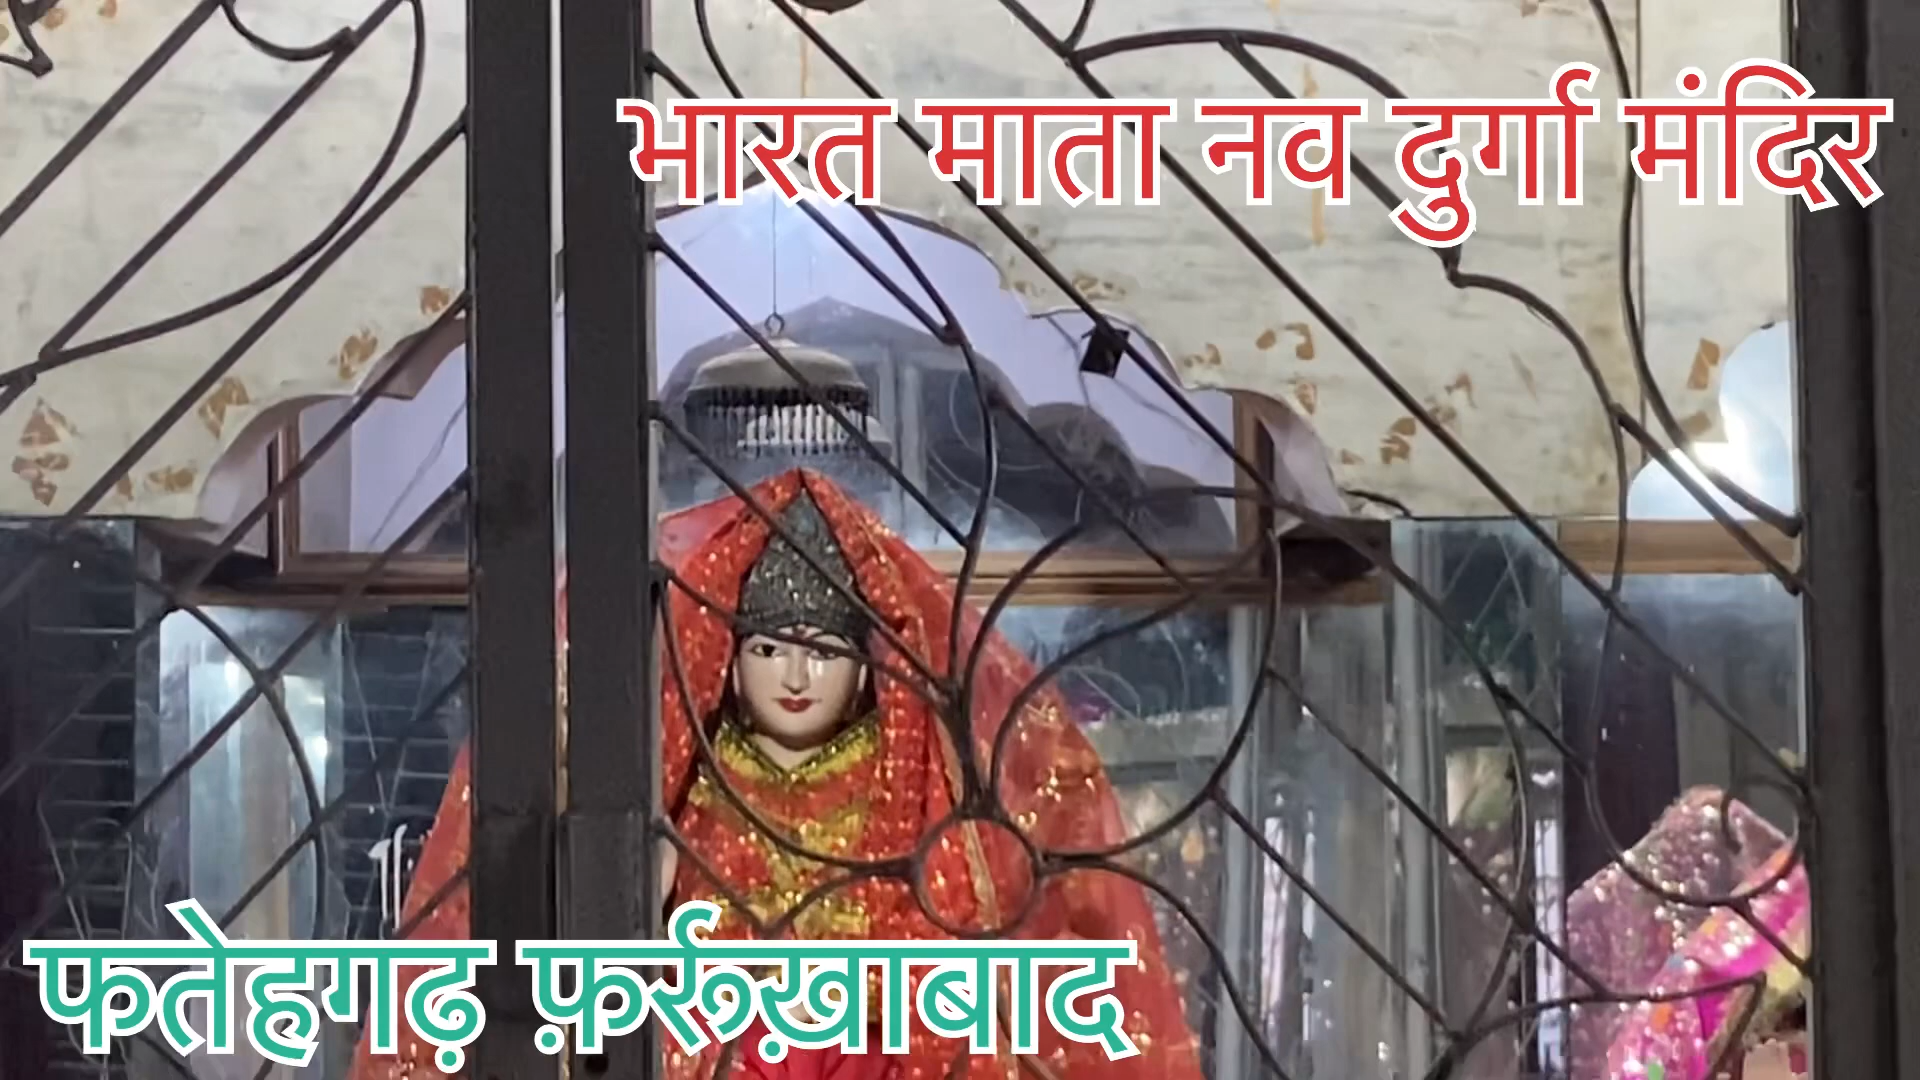 भारत माता नव दुर्गा मंदिर
फतेहगढ़ फ़र्रूख़ाबाद